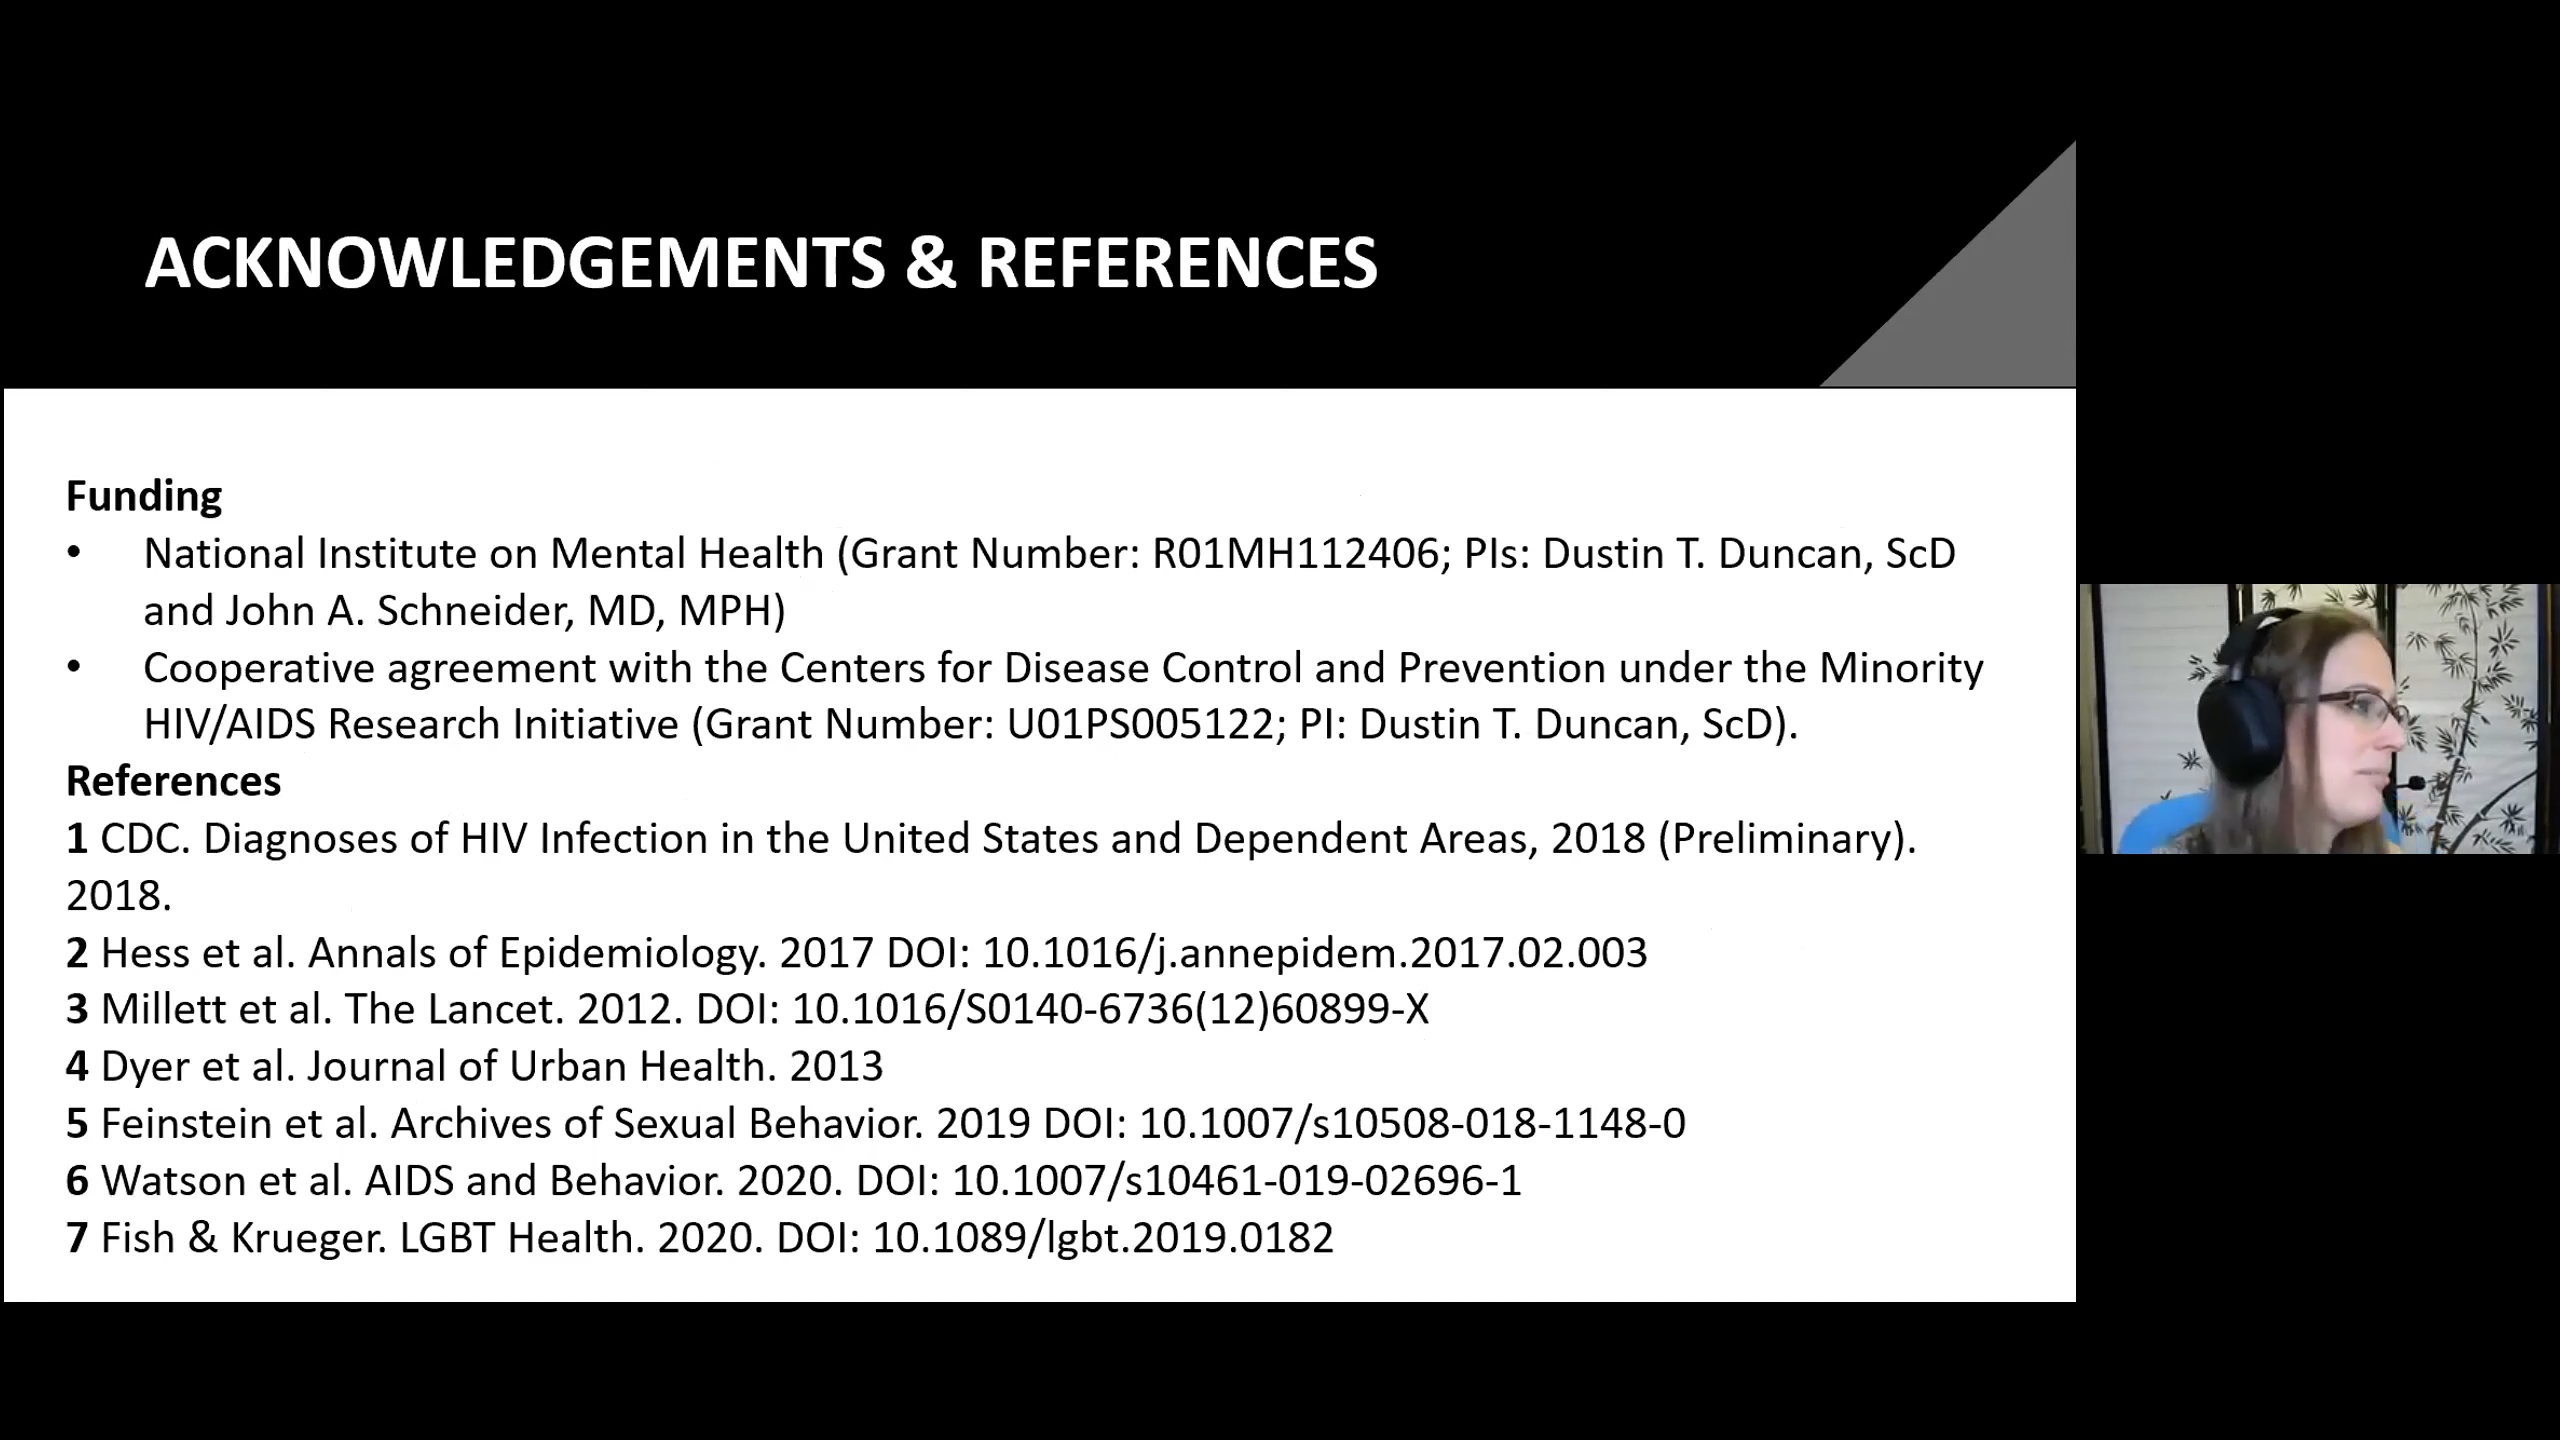 ACKNOWLEDGEMENTS & REFERENCES
Funding
• National Institute on Mental Health (Grant Number: R01MH112406; PIs: Dustin T. Duncan, ScD
and John A. Schneider, MD, MPH)
• Cooperative agreement with the Centers for Disease Control and Prevention under the Minority
HIV/AIDS Research Initiative (Grant Number: U01PS005122; PI: Dustin T. Duncan, ScD).
References
1 CDC. Diagnoses of HIV Infection in the United States and Dependent Areas, 2018 (Preliminary).
2018.
2 Hess et al. Annals of Epidemiology. 2017 DOI: 10.1016/j.annepidem.2017.02.003
3 Millett et al. The Lancet. 2012. DOI: 10.1016/S0140-6736(12)60899-X
4 Dyer et al. Journal of Urban Health. 2013
5 Feinstein et al. Archives of Sexual Behavior. 2019 DOI: 10.1007/s10508-018-1148-0
6 Watson et al. AIDS and Behavior. 2020. DOI: 10.1007/s10461-019-02696-1
7 Fish & Krueger. LGBT Health. 2020. DOI: 10.1089/lgbt.2019.0182